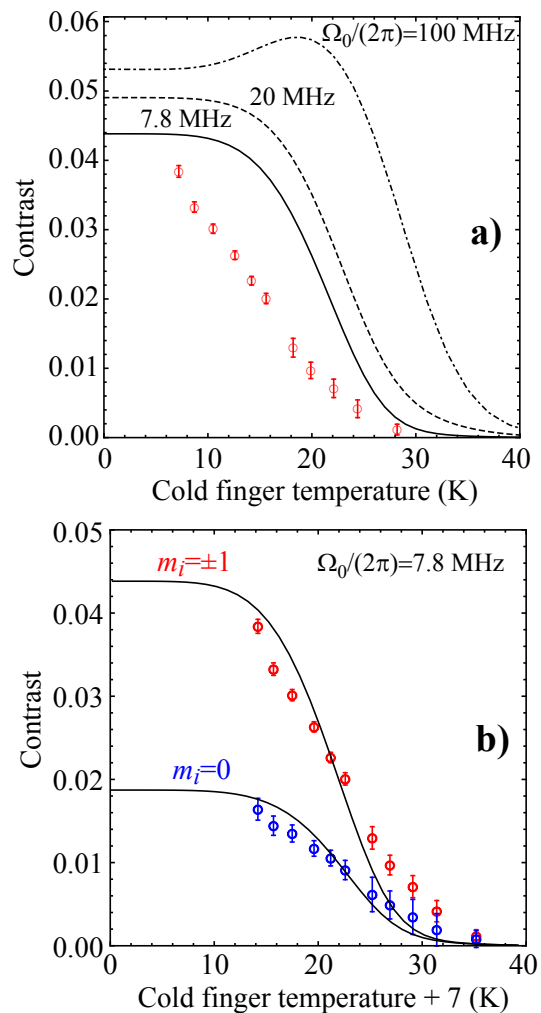 0.06
Ω₀/(2π)=100 MHz
0.05
20 MHz
7.8 MHz
0.04
0.03
Contrast
a)
0.02
0.01
0.00
0 10 20 30 40
Cold finger temperature (K)
0.05
mᵢ=±1
Ω₀/(2π)=7.8 MHz
0.04
0.03
Contrast
b)
0.02
mᵢ=0
0.01
0.00
0 10 20 30 40
Cold finger temperature + 7 (K)